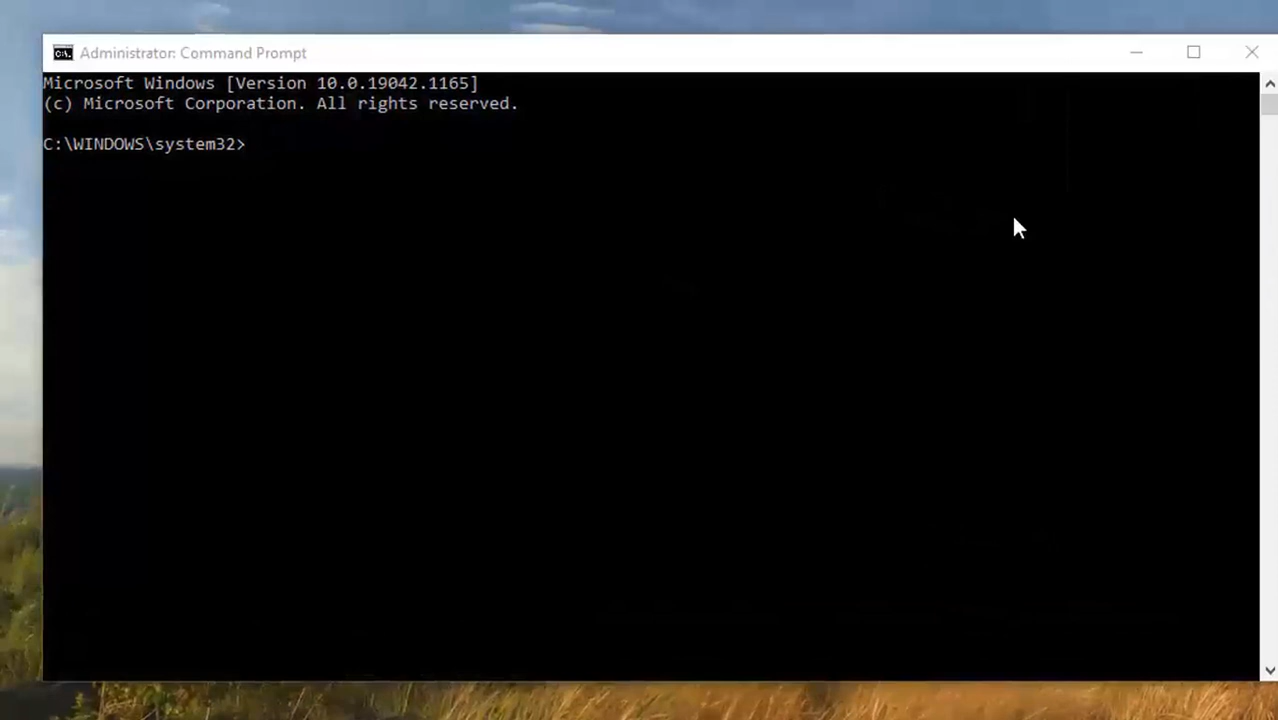 Administrator: Command Prompt
Microsoft Windows [Version 10.0.19042.1165]
(c) Microsoft Corporation. All rights reserved.
C:\WINDOWS\system32>